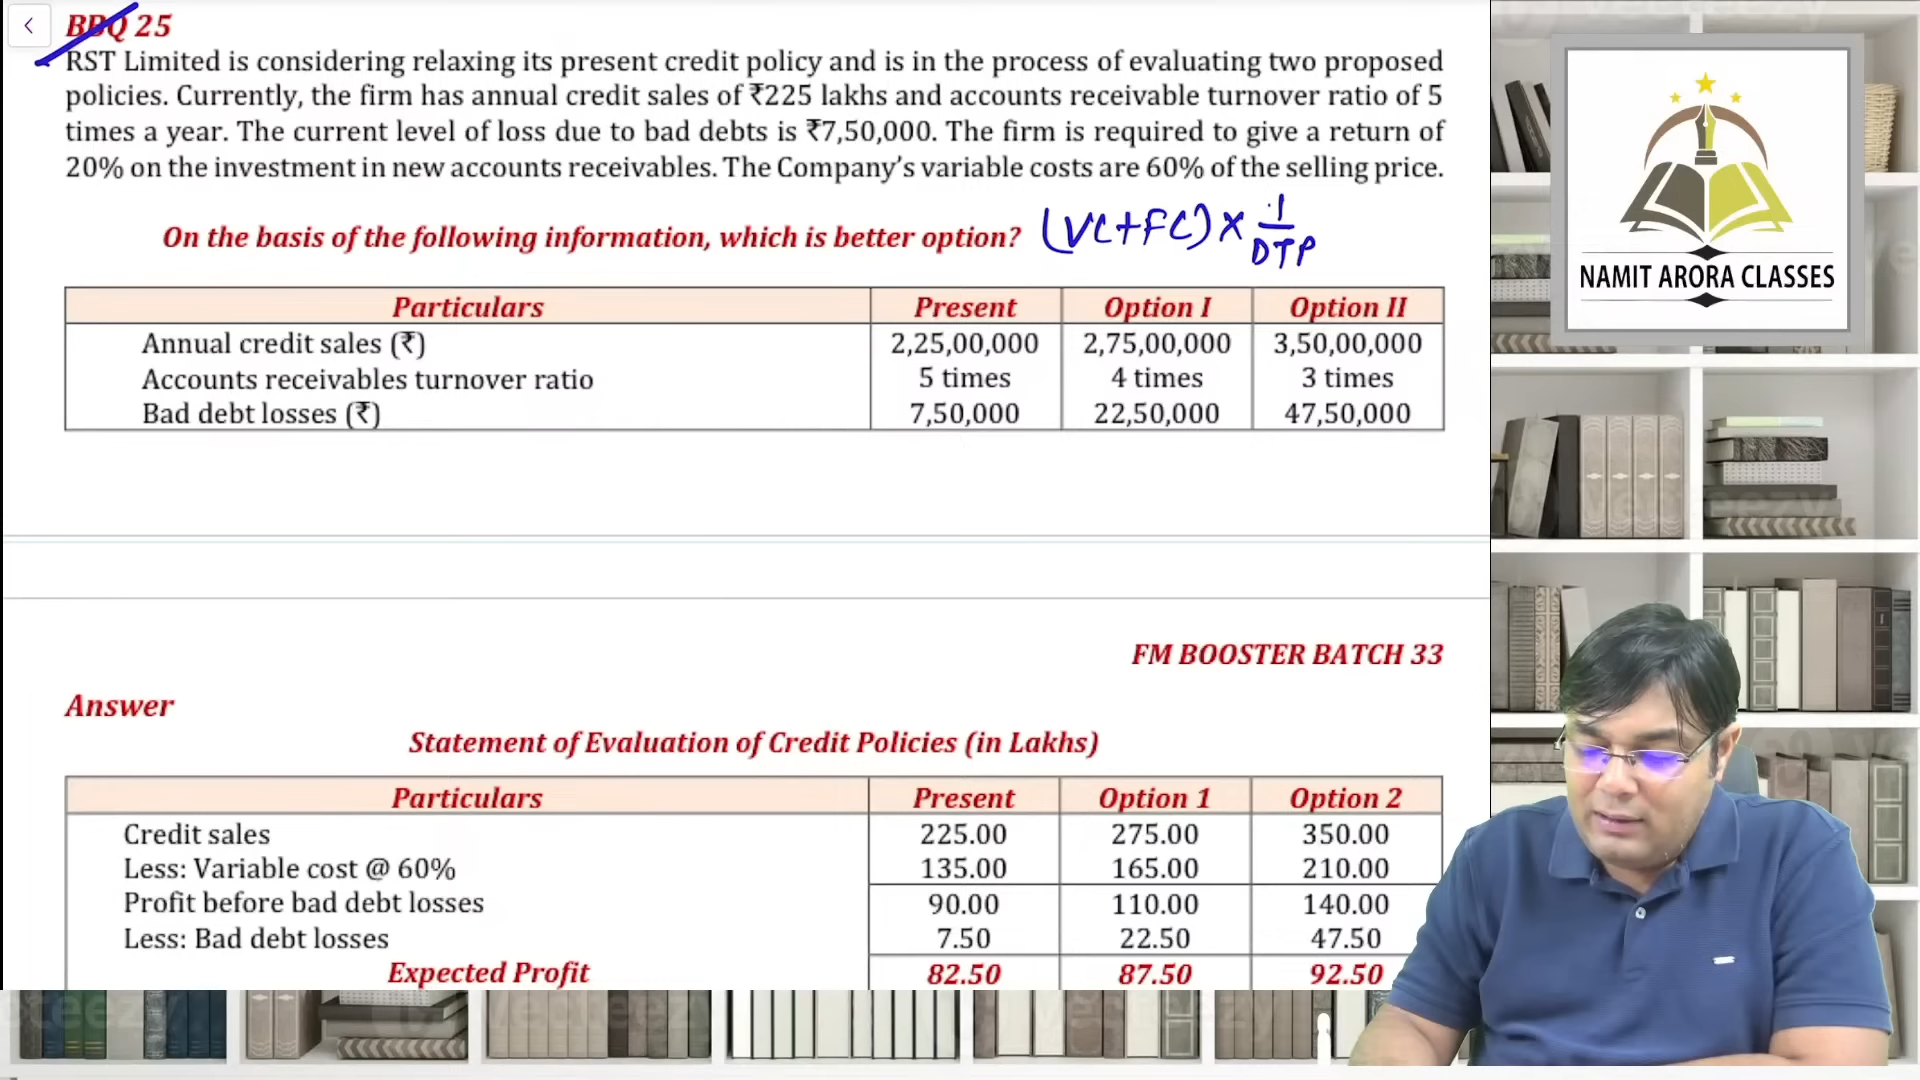 BBQ 25
RST Limited is considering relaxing its present credit policy and is in the process of evaluating two proposed
policies. Currently, the firm has annual credit sales of ₹225 lakhs and accounts receivable turnover ratio of 5
times a year. The current level of loss due to bad debts is ₹7,50,000. The firm is required to give a return of
20% on the investment in new accounts receivables. The Company's variable costs are 60% of the selling price.
On the basis of the following information, which is better option? (VC+FC) × 1/DTP
Particulars Present Option I Option II
Annual credit sales (₹) 2,25,00,000 2,75,00,000 3,50,00,000
Accounts receivables turnover ratio 5 times 4 times 3 times
Bad debt losses (₹) 7,50,000 22,50,000 47,50,000
FM BOOSTER BATCH 33
Answer
Statement of Evaluation of Credit Policies (in Lakhs)
Particulars Present Option 1 Option 2
Credit sales 225.00 275.00 350.00
Less: Variable cost @ 60% 135.00 165.00 210.00
Profit before bad debt losses 90.00 110.00 140.00
Less: Bad debt losses 7.50 22.50 47.50
Expected Profit 82.50 87.50 92.50
NAMIT ARORA CLASSES